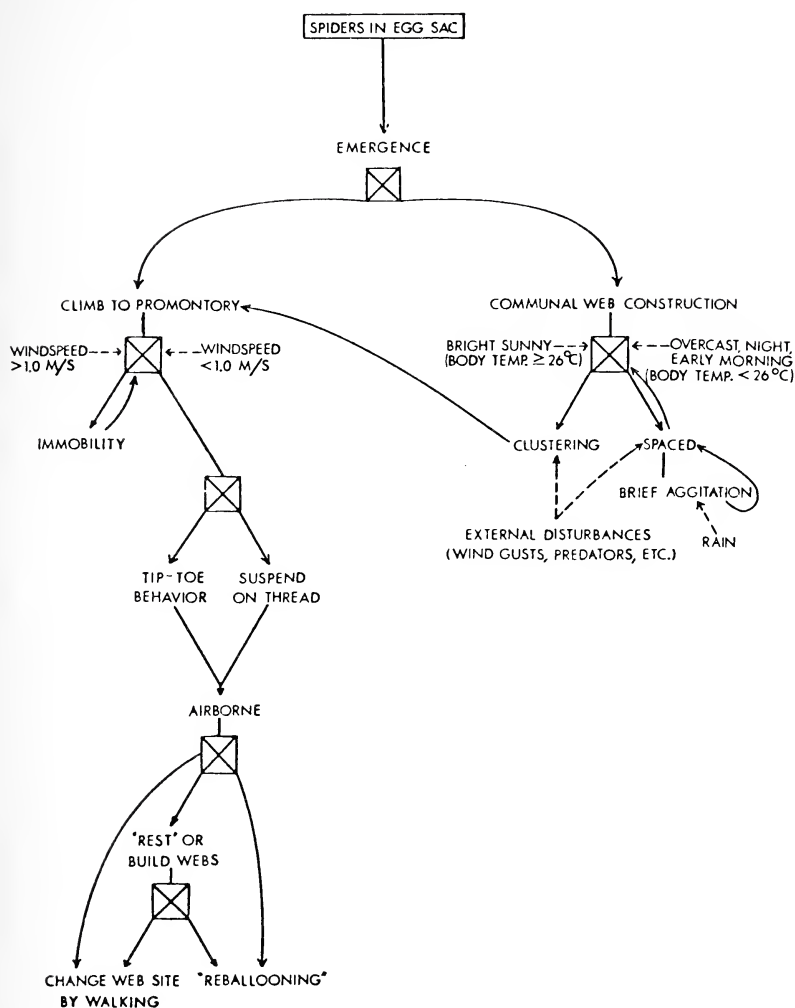 SPIDERS IN EGG SAC
EMERGENCE
CLIMB TO PROMONTORY
COMMUNAL WEB CONSTRUCTION
WINDSPEED
>1.0 M/S
WINDSPEED
<1.0 M/S
BRIGHT SUNNY
(BODY TEMP. ≥ 26°C)
OVERCAST, NIGHT,
EARLY MORNING
(BODY TEMP. < 26°C)
IMMOBILITY
CLUSTERING
SPACED
BRIEF AGGITATION
EXTERNAL DISTURBANCES
(WIND GUSTS, PREDATORS, ETC.)
RAIN
TIP-TOE
BEHAVIOR
SUSPEND
ON THREAD
AIRBORNE
"REST" OR
BUILD WEBS
CHANGE WEB SITE
BY WALKING
"REBALLOONING"